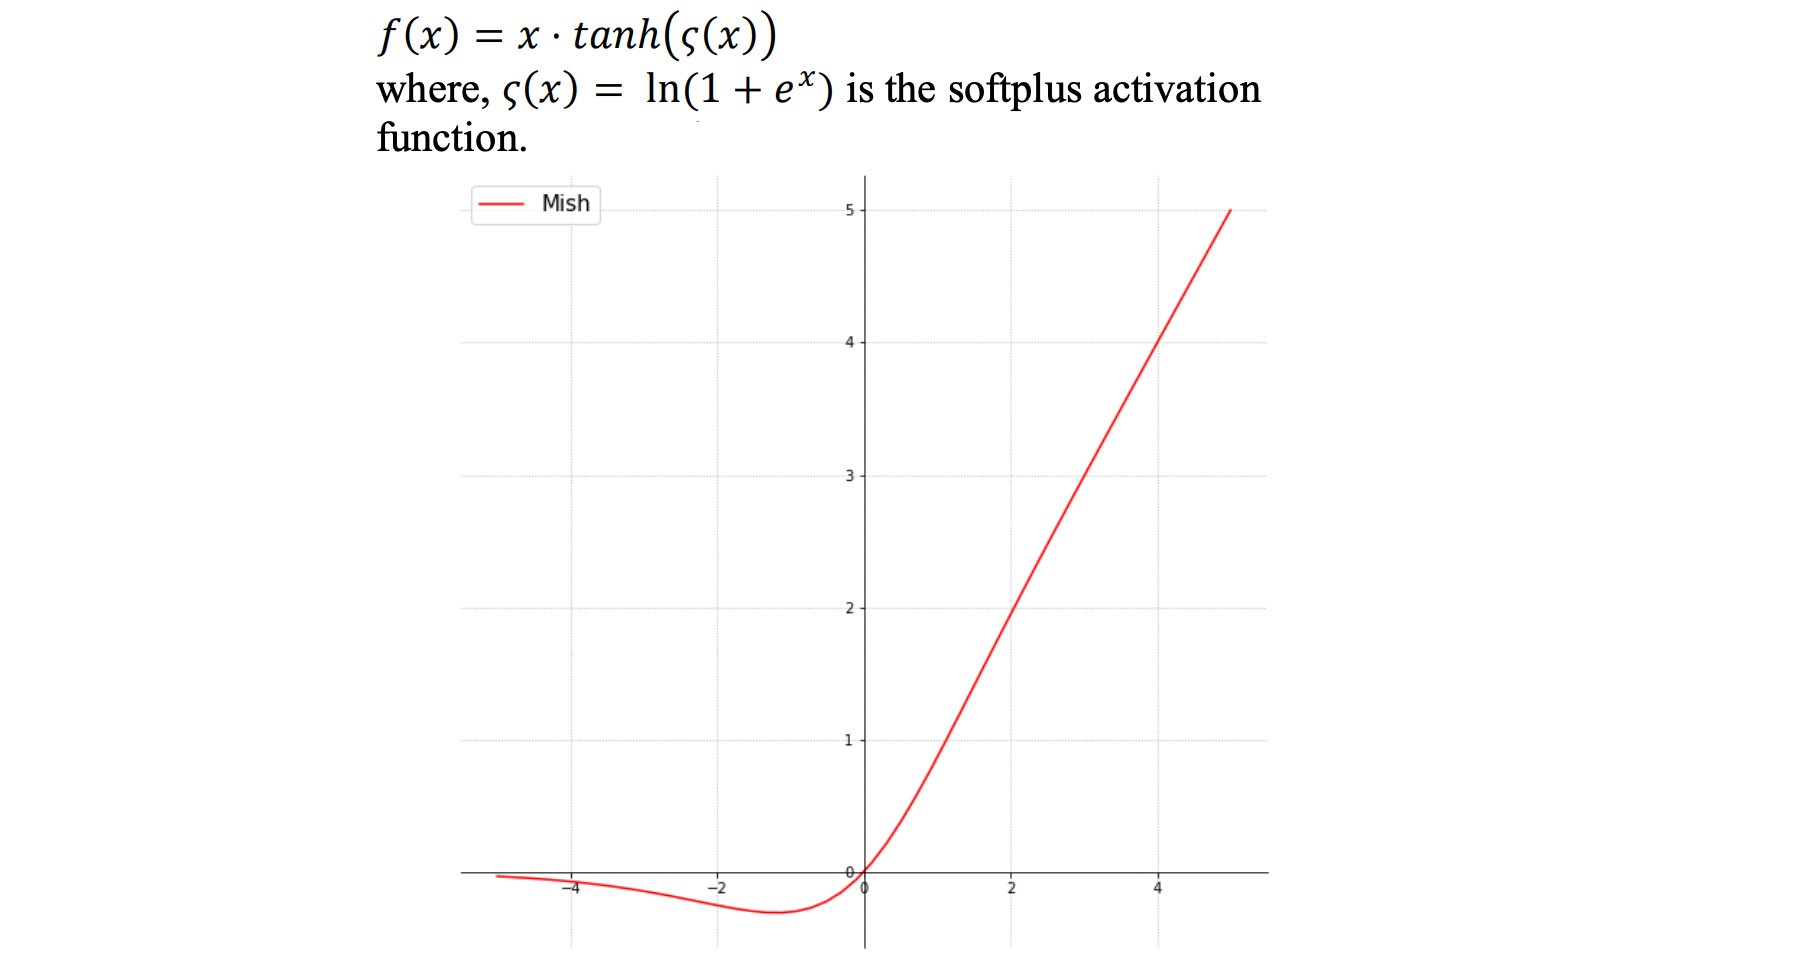 f(x) = x · tanh(ς(x))
where, ς(x) = ln(1 + eˣ) is the softplus activation
function.
Mish
5
4
3
2
1
0
−4 −2 0 2 4